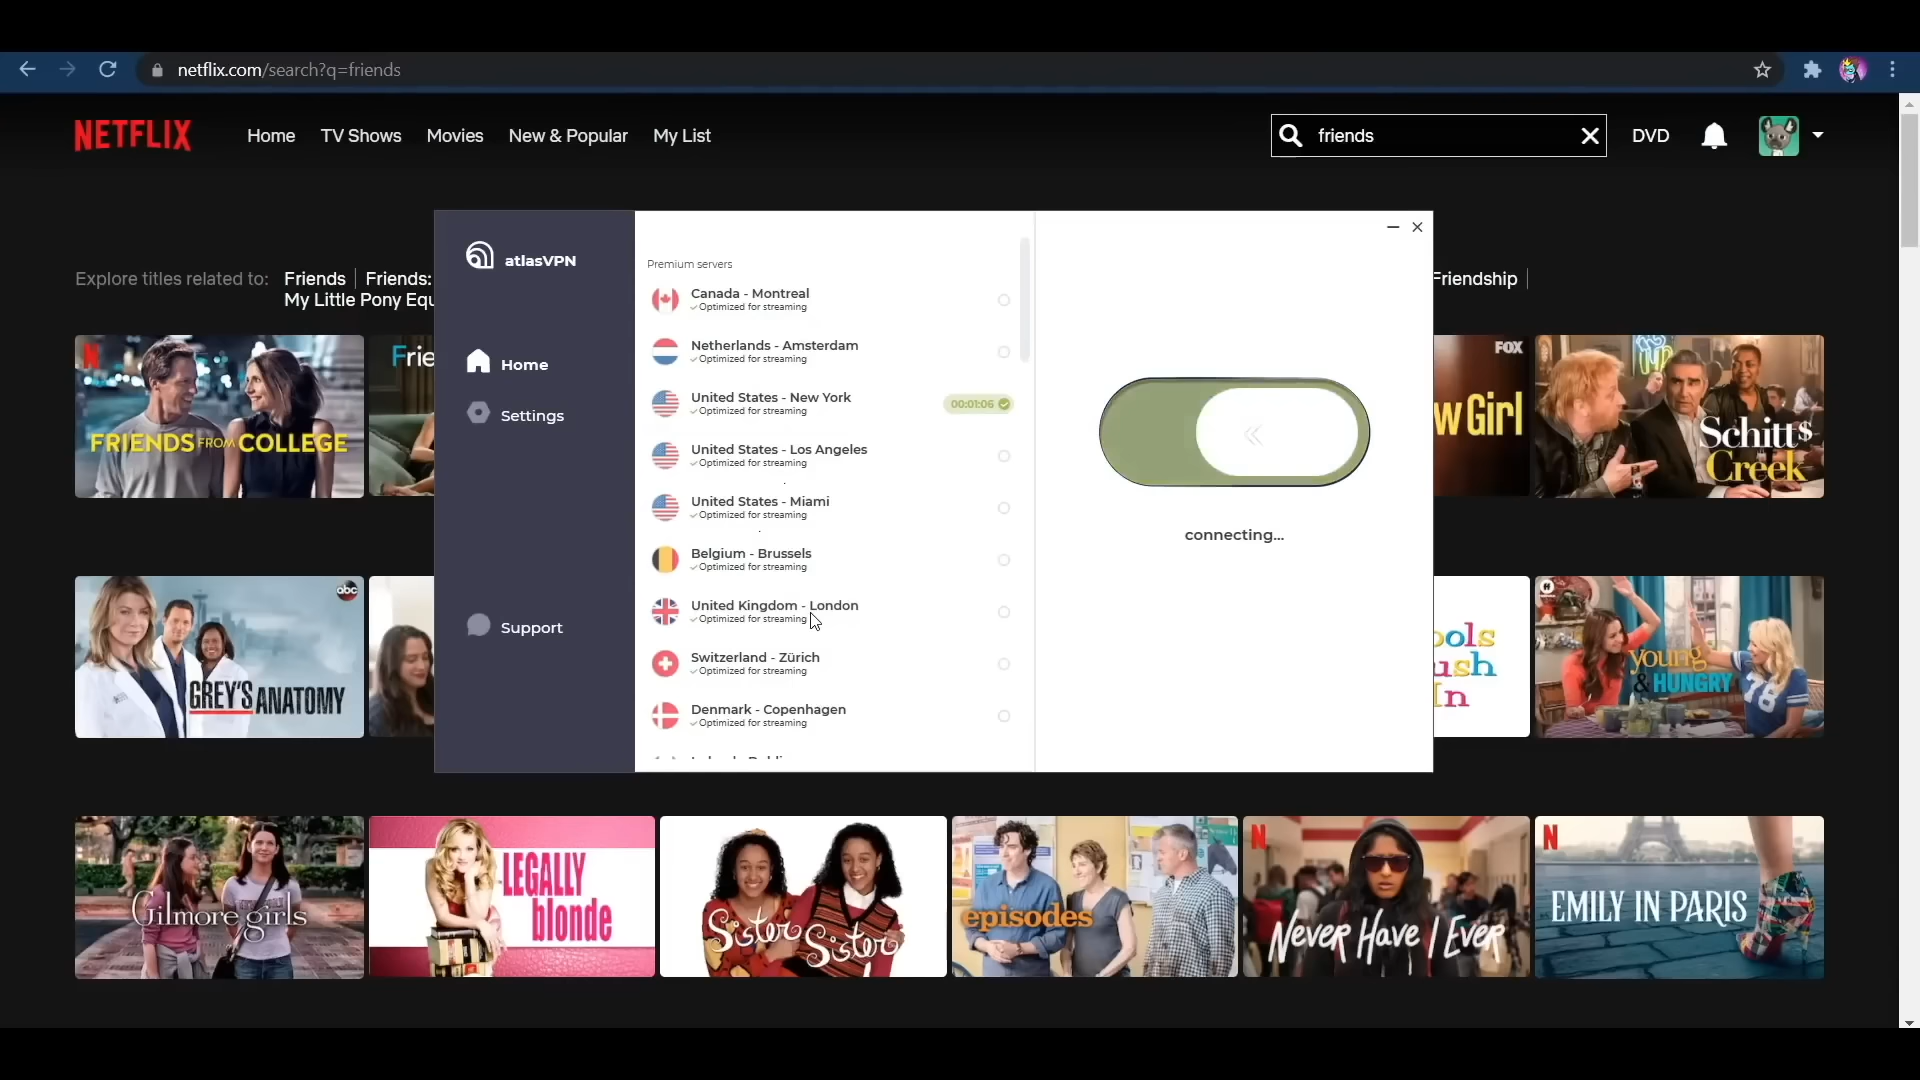 netflix.com/search?q=friends
NETFLIX
Home
TV Shows
Movies
New & Popular
My List
friends
DVD
Explore titles related to:
Friends
Friends:
Friendship
My Little Pony Equ
atlasVPN
Home
Settings
Support
Premium servers
Canada - Montreal
Optimized for streaming
Netherlands - Amsterdam
Optimized for streaming
United States - New York
Optimized for streaming
00:01:06
United States - Los Angeles
Optimized for streaming
United States - Miami
Optimized for streaming
Belgium - Brussels
Optimized for streaming
United Kingdom - London
Optimized for streaming
Switzerland - Zürich
Optimized for streaming
Denmark - Copenhagen
Optimized for streaming
connecting...
N
FRIENDS FROM COLLEGE
Frie
FOX
w Girl
Schitt$
Creek
abc
GREY'S ANATOMY
ools
ush
In
young
& HUNGRY
Gilmore girls
LEGALLY
blonde
Sister
Sister
episodes
N
Never Have I Ever
N
EMILY IN PARIS